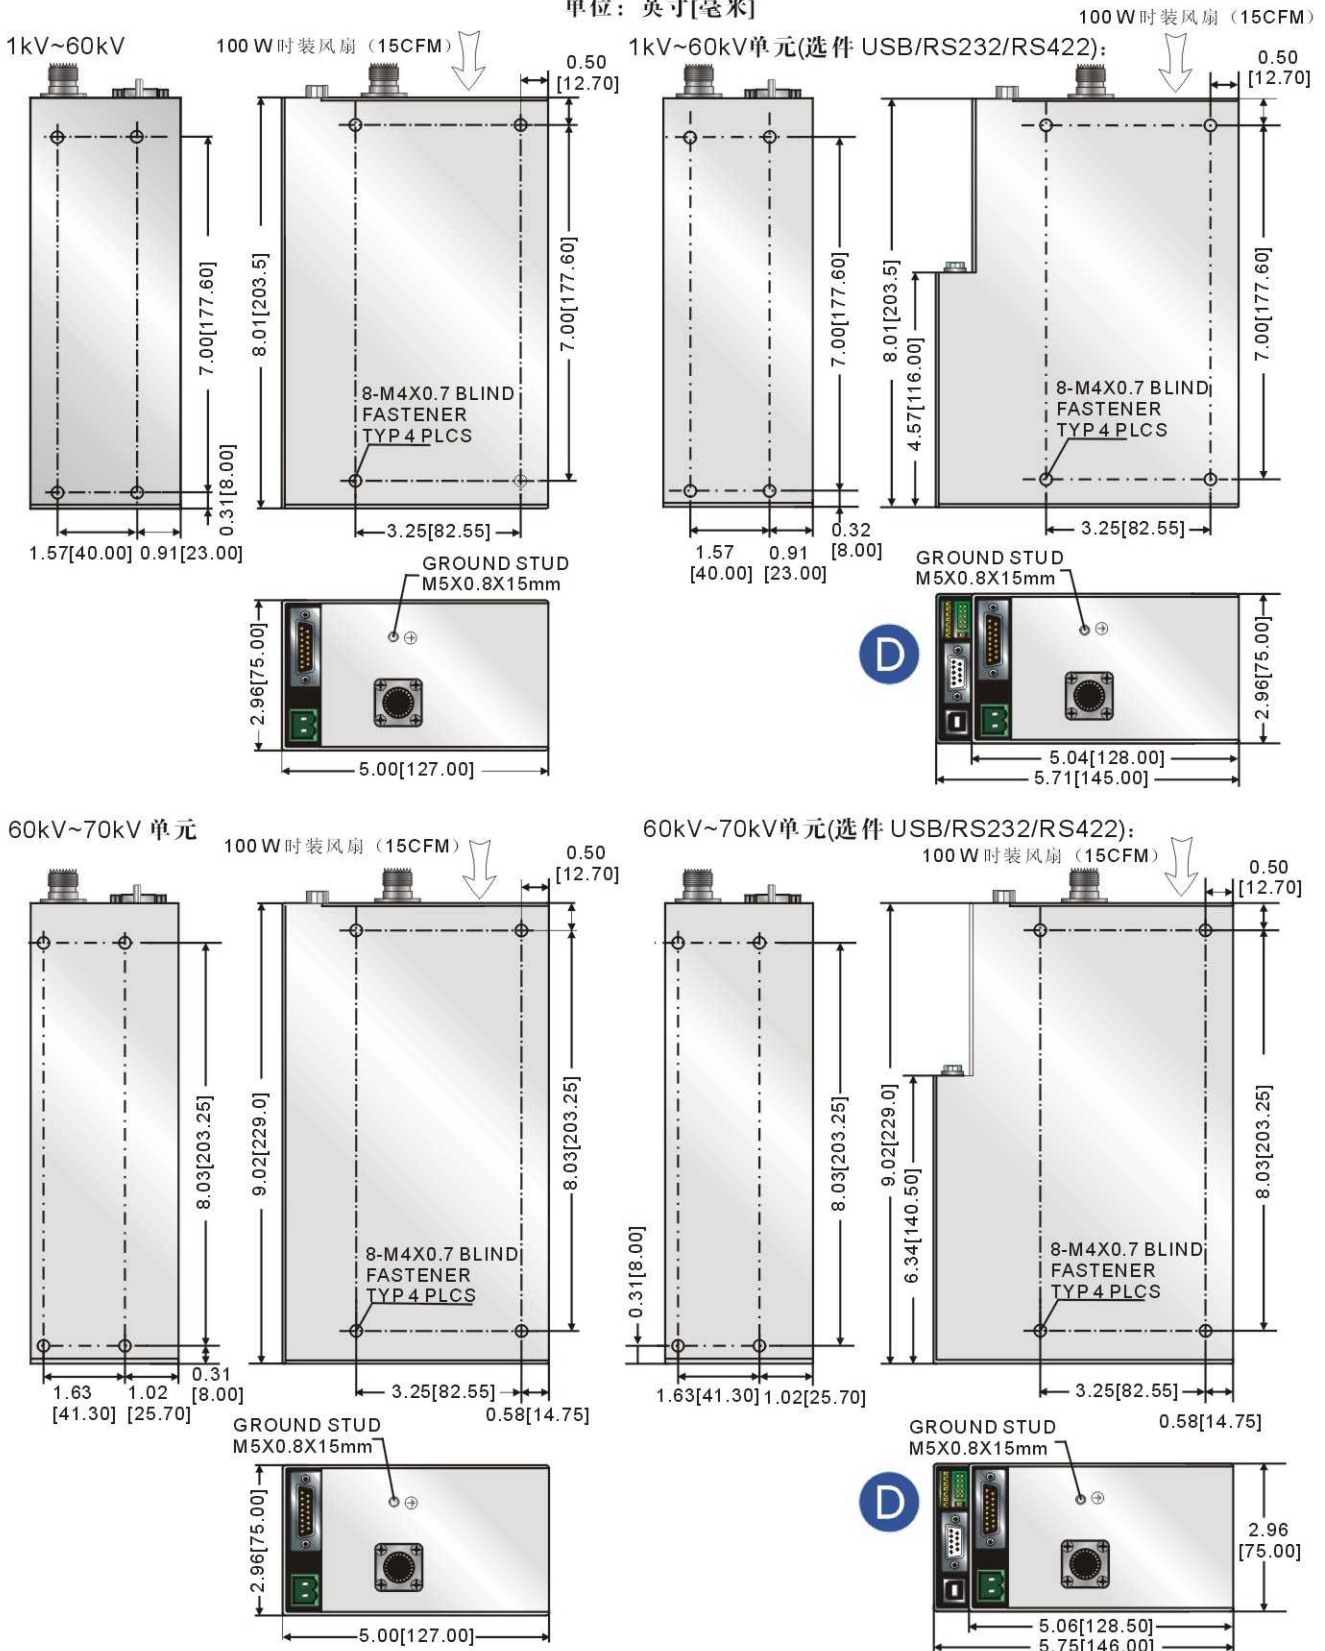 单位：英寸[毫米]
1kV~60kV
100 W时装风扇（15CFM）
0.50
[12.70]
8.01[203.5]
7.00[177.60]
7.00[177.60]
8-M4X0.7 BLIND
FASTENER
TYP 4 PLCS
0.31[8.00]
1.57[40.00]
0.91[23.00]
3.25[82.55]
GROUND STUD
M5X0.8X15mm
2.96[75.00]
5.00[127.00]
1kV~60kV单元(选件 USB/RS232/RS422):
100 W时装风扇（15CFM）
0.50
[12.70]
7.00[177.60]
8.01[203.5]
4.57[116.00]
7.00[177.60]
8-M4X0.7 BLIND
FASTENER
TYP 4 PLCS
1.57
[40.00]
0.91
[23.00]
0.32
[8.00]
3.25[82.55]
GROUND STUD
M5X0.8X15mm
D
2.96[75.00]
5.04[128.00]
5.71[145.00]
60kV~70kV 单元
100 W时装风扇（15CFM）
0.50
[12.70]
8.03[203.25]
9.02[229.0]
8.03[203.25]
8-M4X0.7 BLIND
FASTENER
TYP 4 PLCS
1.63
[41.30]
1.02
[25.70]
0.31
[8.00]
3.25[82.55]
0.58[14.75]
GROUND STUD
M5X0.8X15mm
2.96[75.00]
5.00[127.00]
60kV~70kV单元(选件 USB/RS232/RS422):
100 W时装风扇（15CFM）
0.50
[12.70]
8.03[203.25]
9.02[229.0]
6.34[140.50]
8.03[203.25]
0.31[8.00]
8-M4X0.7 BLIND
FASTENER
TYP 4 PLCS
1.63[41.30]
1.02[25.70]
3.25[82.55]
0.58[14.75]
GROUND STUD
M5X0.8X15mm
D
2.96
[75.00]
5.06[128.50]
5.75[146.00]